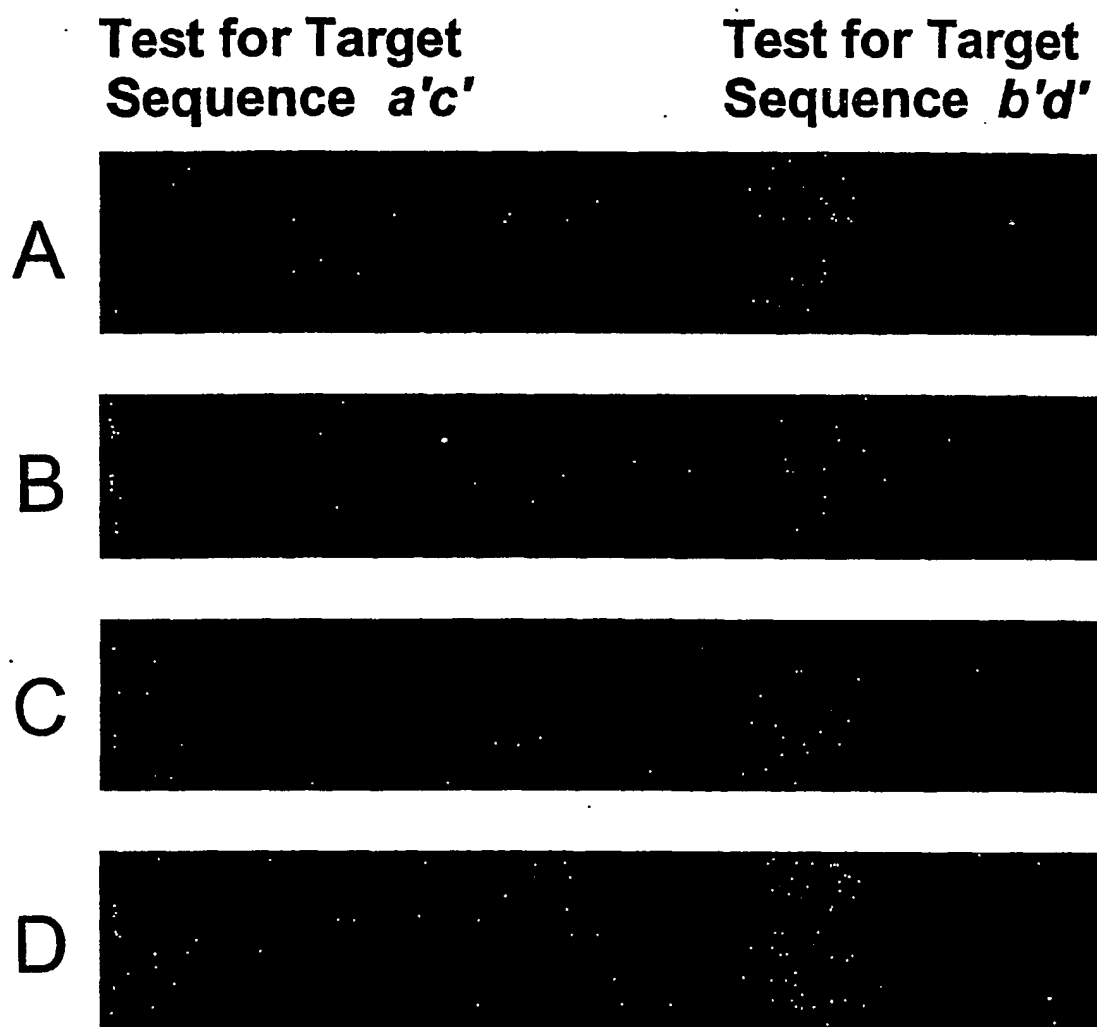 Test for Target
Sequence a'c'
Test for Target
Sequence b'd'
A
B
C
D